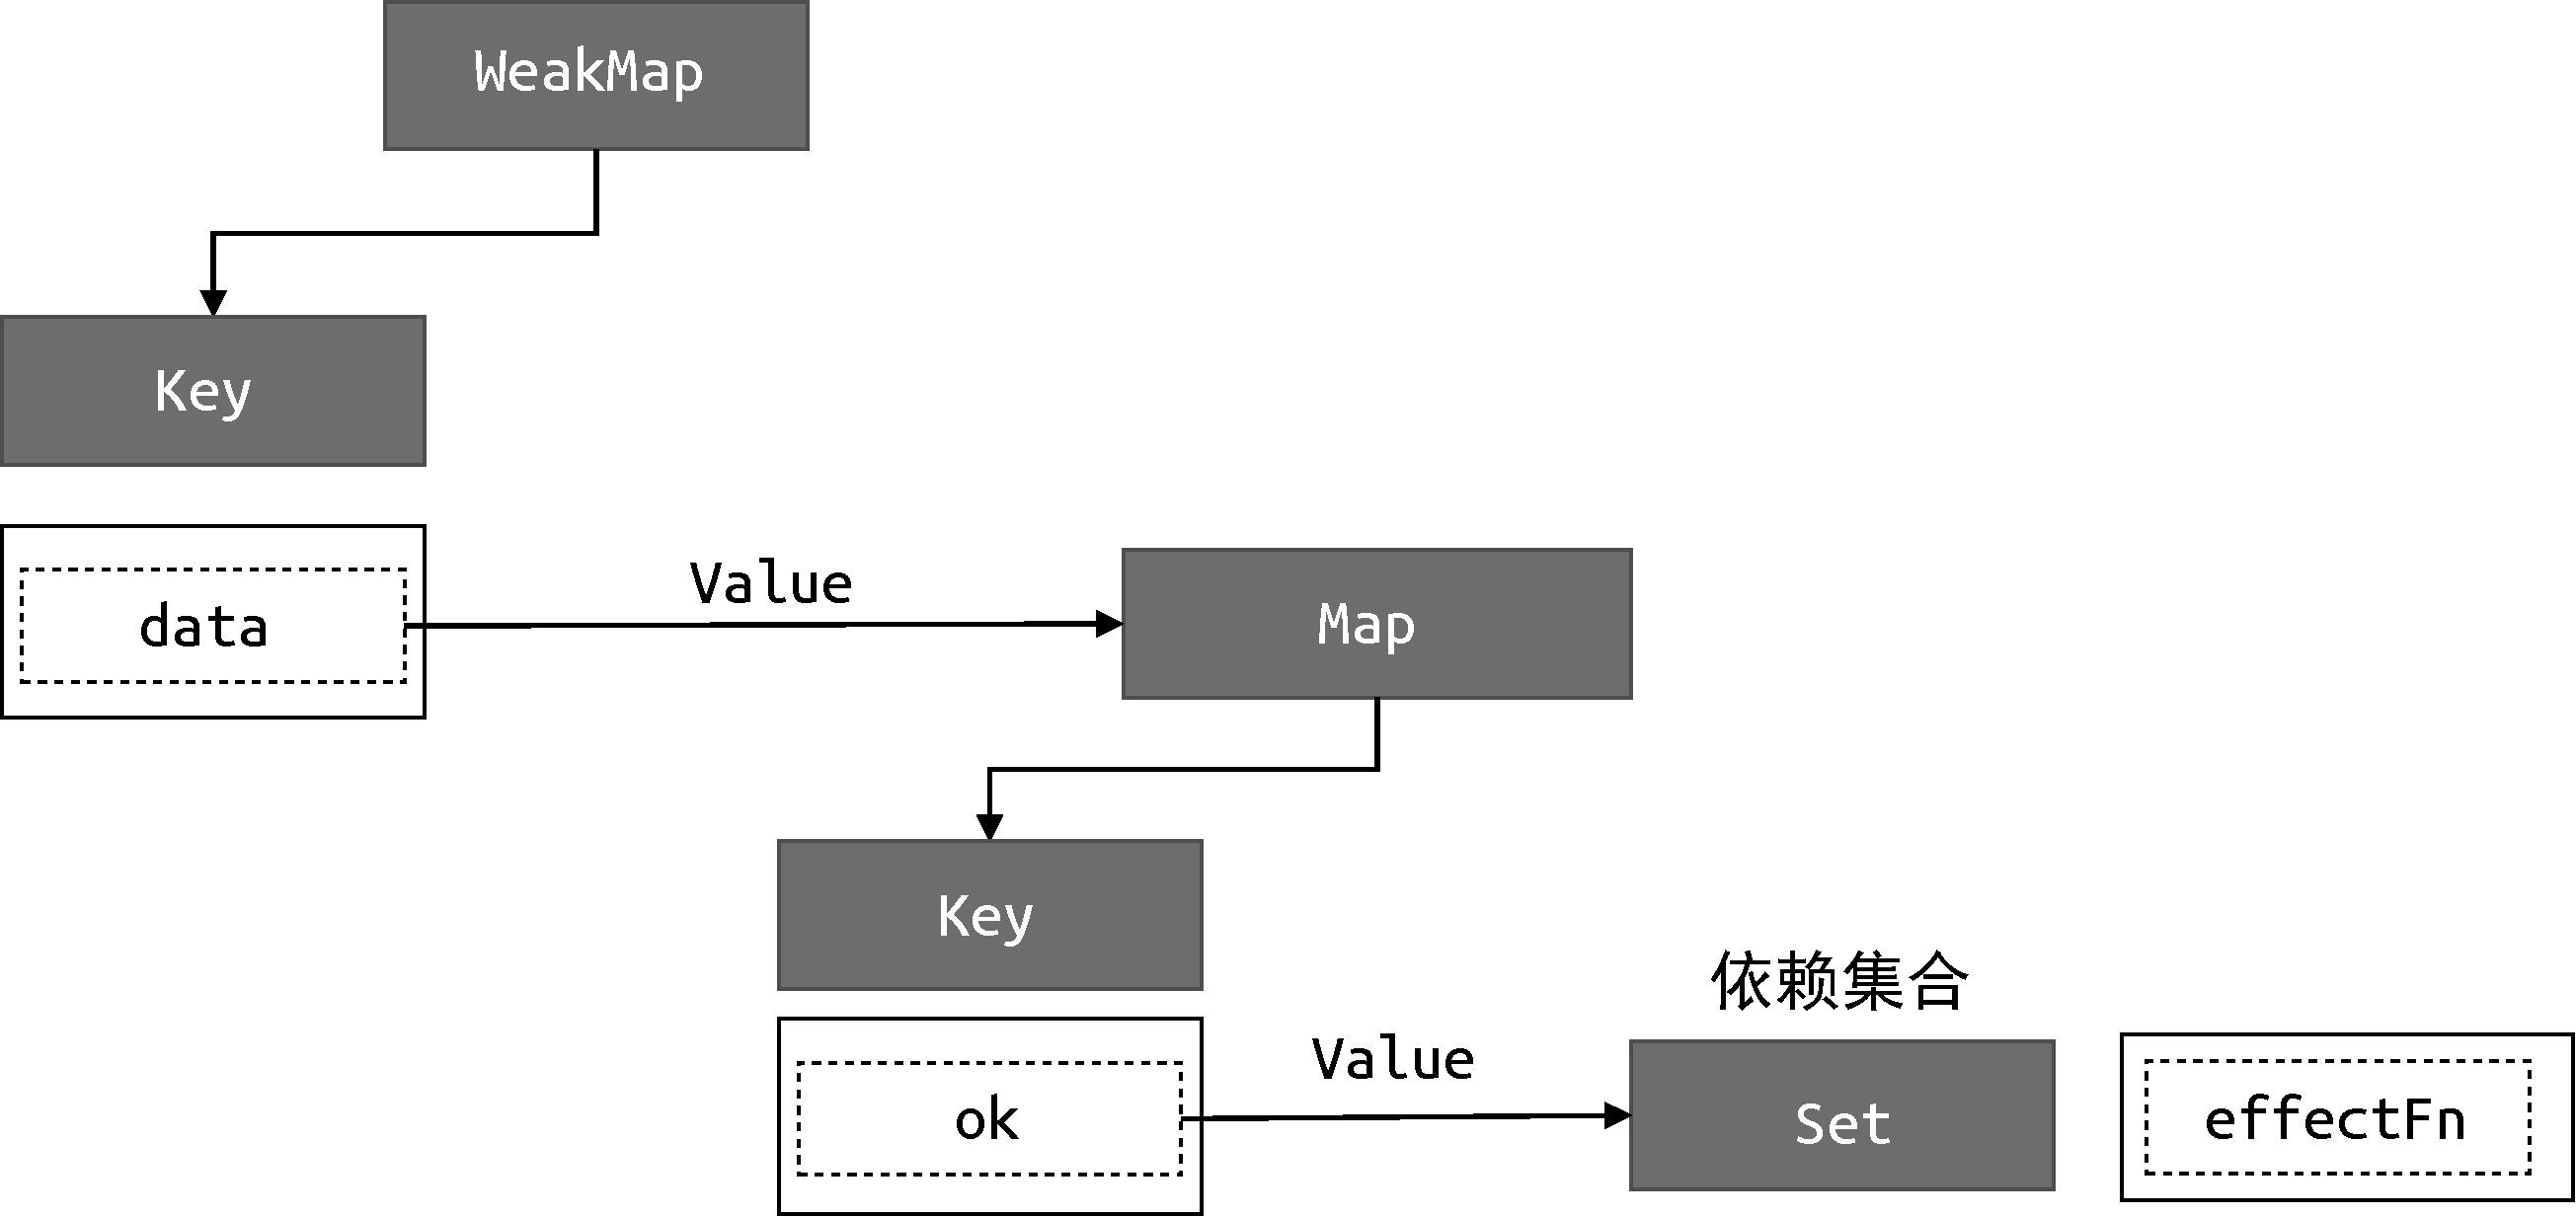 WeakMap
Key
data
Value
Map
Key
依赖集合
ok
Value
Set
effectFn